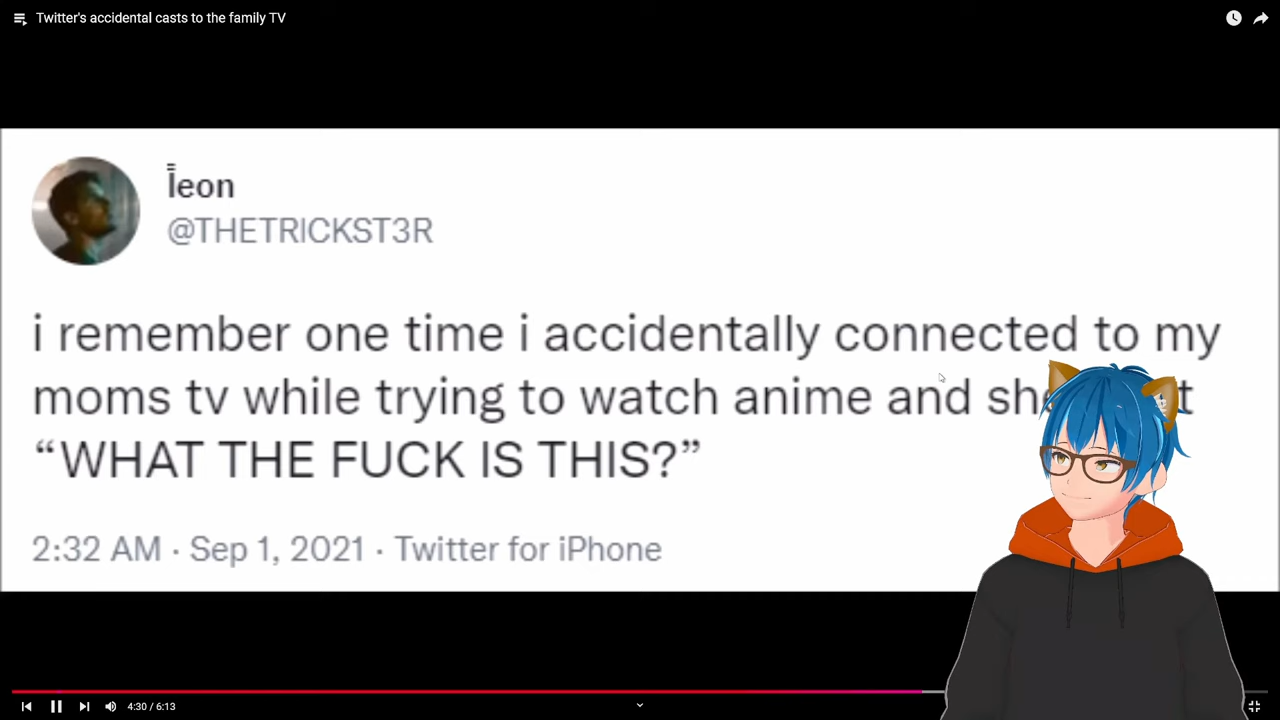 Twitter's accidental casts to the family TV
l̄̄eon
@THETRICKST3R
i remember one time i accidentally connected to my
moms tv while trying to watch anime and
“WHAT THE FUCK IS THIS?”
2:32 AM · Sep 1, 2021 · Twitter for iPhone
4:30 / 6:13